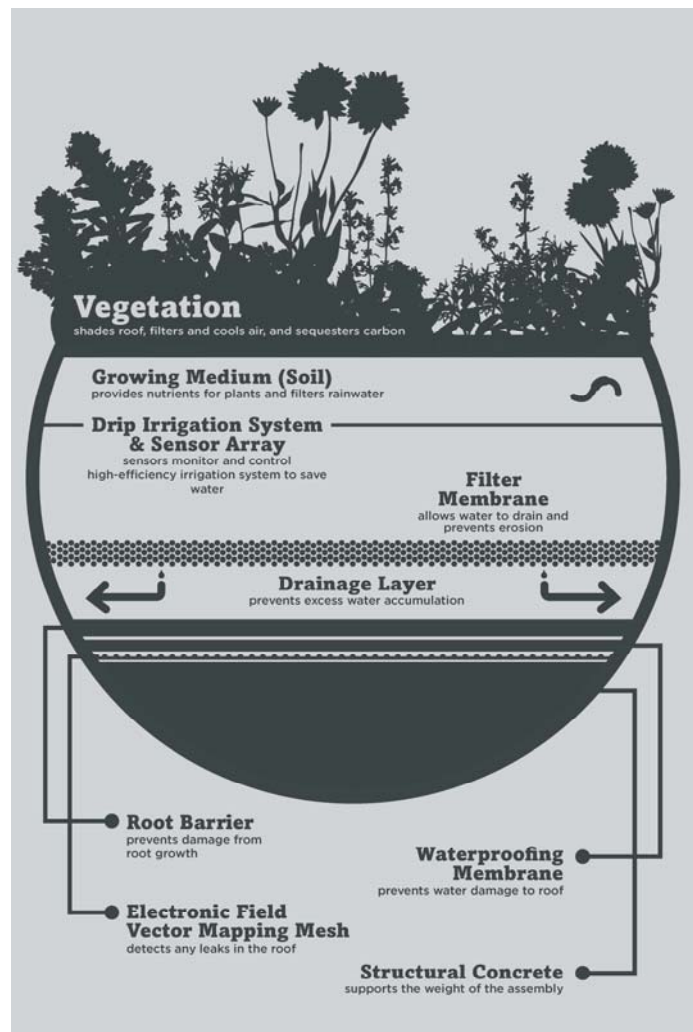 Vegetation
shades roof, filters and cools air, and sequesters carbon
Growing Medium (Soil)
provides nutrients for plants and filters rainwater
Drip Irrigation System
& Sensor Array
sensors monitor and control
high-efficiency irrigation system to save
water
Filter
Membrane
allows water to drain and
prevents erosion
Drainage Layer
prevents excess water accumulation
Root Barrier
prevents damage from
root growth
Waterproofing
Membrane
prevents water damage to roof
Electronic Field
Vector Mapping Mesh
detects any leaks in the roof
Structural Concrete
supports the weight of the assembly